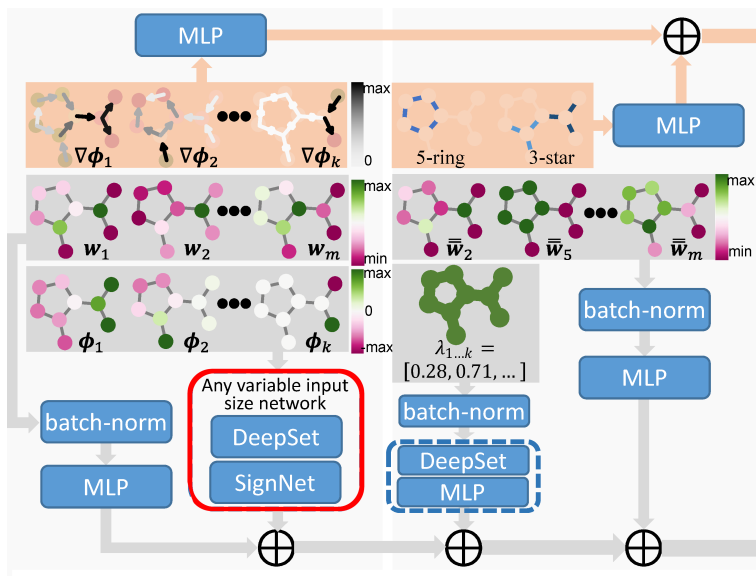 MLP
max
0
∇ϕ₁ ∇ϕ₂ ∇ϕₖ
5-ring 3-star
MLP
max
min
w₁ w₂ wₘ
max
min
w̿₂ w̿₅ w̿ₘ
max
0
-max
ϕ₁ ϕ₂ ϕₖ
λ₁…ₖ =
[0.28, 0.71, …]
batch-norm
MLP
Any variable input
size network
DeepSet
SignNet
batch-norm
MLP
batch-norm
DeepSet
MLP